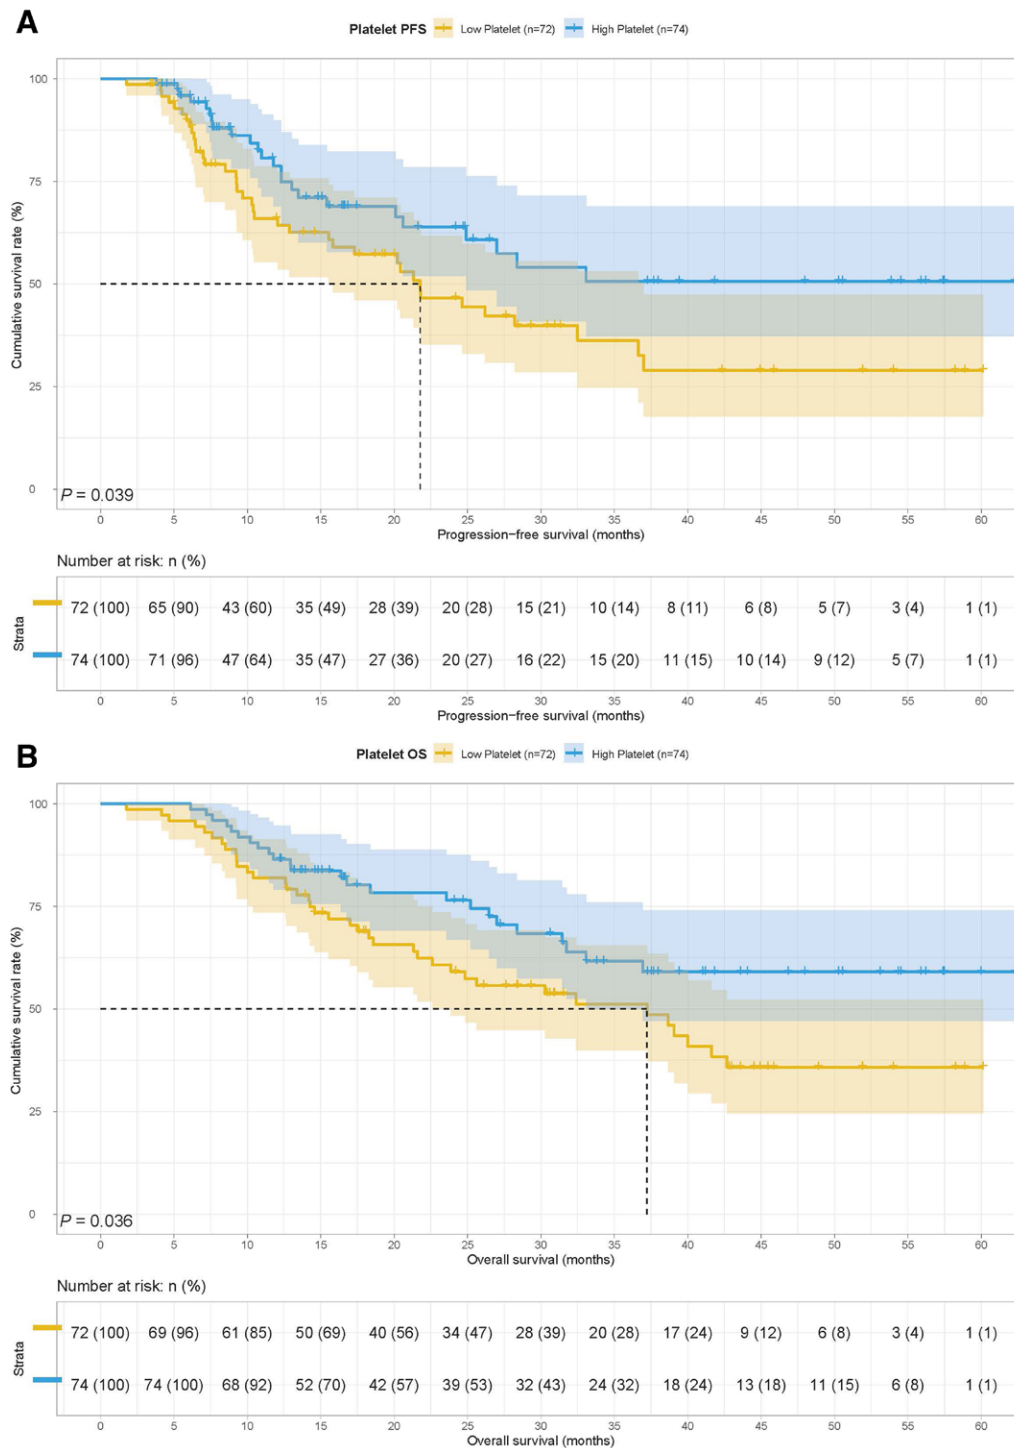 A
Platelet PFS Low Platelet (n=72) High Platelet (n=74)
Cumulative survival rate (%)
100
75
50
25
0
P = 0.039
0 5 10 15 20 25 30 35 40 45 50 55 60
Progression-free survival (months)
Number at risk: n (%)
Strata
72 (100) 65 (90) 43 (60) 35 (49) 28 (39) 20 (28) 15 (21) 10 (14) 8 (11) 6 (8) 5 (7) 3 (4) 1 (1)
74 (100) 71 (96) 47 (64) 35 (47) 27 (36) 20 (27) 16 (22) 15 (20) 11 (15) 10 (14) 9 (12) 5 (7) 1 (1)
0 5 10 15 20 25 30 35 40 45 50 55 60
Progression-free survival (months)
B
Platelet OS Low Platelet (n=72) High Platelet (n=74)
Cumulative survival rate (%)
100
75
50
25
0
P = 0.036
0 5 10 15 20 25 30 35 40 45 50 55 60
Overall survival (months)
Number at risk: n (%)
Strata
72 (100) 69 (96) 61 (85) 50 (69) 40 (56) 34 (47) 28 (39) 20 (28) 17 (24) 9 (12) 6 (8) 3 (4) 1 (1)
74 (100) 74 (100) 68 (92) 52 (70) 42 (57) 39 (53) 32 (43) 24 (32) 18 (24) 13 (18) 11 (15) 6 (8) 1 (1)
0 5 10 15 20 25 30 35 40 45 50 55 60
Overall survival (months)